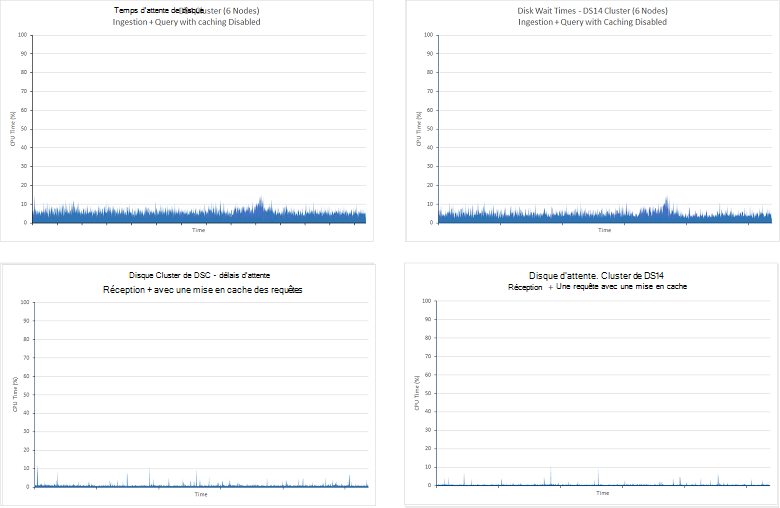 Temps d'attente de disque Cluster (6 Nodes)
Ingestion + Query with caching Disabled
100
90
80
70
60
50
40
30
20
10
0
CPU Time (%)
Time
Disk Wait Times - DS14 Cluster (6 Nodes)
Ingestion + Query with Caching Disabled
100
90
80
70
60
50
40
30
20
10
0
CPU Time (%)
Time
Disque Cluster de DSC - délais d'attente
Réception + avec une mise en cache des requêtes
100
90
80
70
60
50
40
30
20
10
0
CPU Time (%)
Time
Disque d'attente. Cluster de DS14
Réception + Une requête avec une mise en cache
100
90
80
70
60
50
40
30
20
10
0
CPU Time (%)
Time